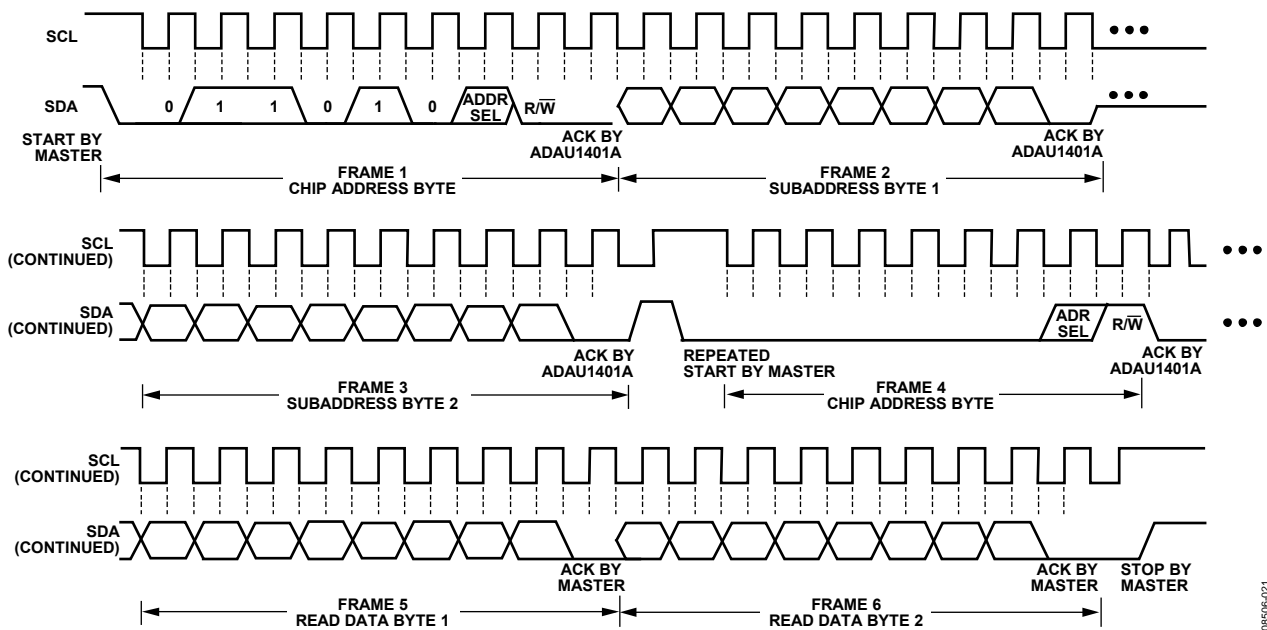 SCL
SDA
0 1 1 0 1 0 ADDR SEL R/W̅
START BY
MASTER
ACK BY
ADAU1401A
ACK BY
ADAU1401A
FRAME 1
CHIP ADDRESS BYTE
FRAME 2
SUBADDRESS BYTE 1
SCL
(CONTINUED)
SDA
(CONTINUED)
ADR
SEL
R/W̅
ACK BY
ADAU1401A
REPEATED
START BY MASTER
ACK BY
ADAU1401A
FRAME 3
SUBADDRESS BYTE 2
FRAME 4
CHIP ADDRESS BYTE
SCL
(CONTINUED)
SDA
(CONTINUED)
ACK BY
MASTER
ACK BY
MASTER
STOP BY
MASTER
FRAME 5
READ DATA BYTE 1
FRAME 6
READ DATA BYTE 2
08506-021